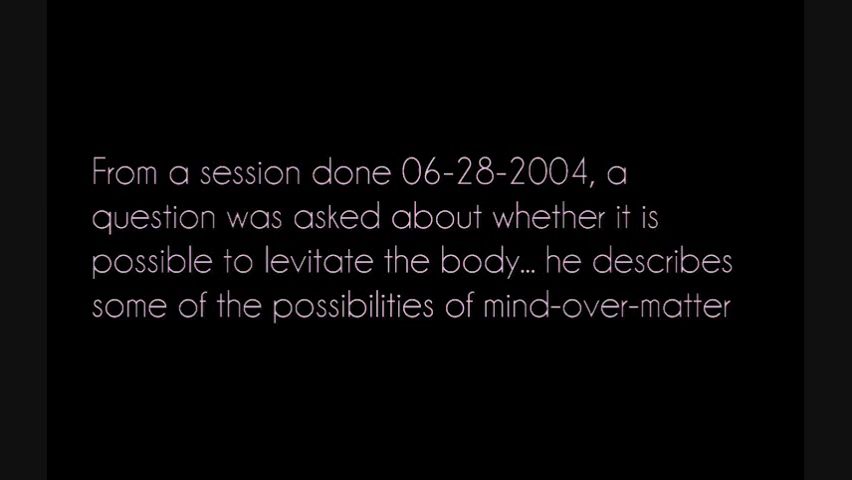 From a session done 06-28-2004, a
question was asked about whether it is
possible to levitate the body... he describes
some of the possibilities of mind-over-matter